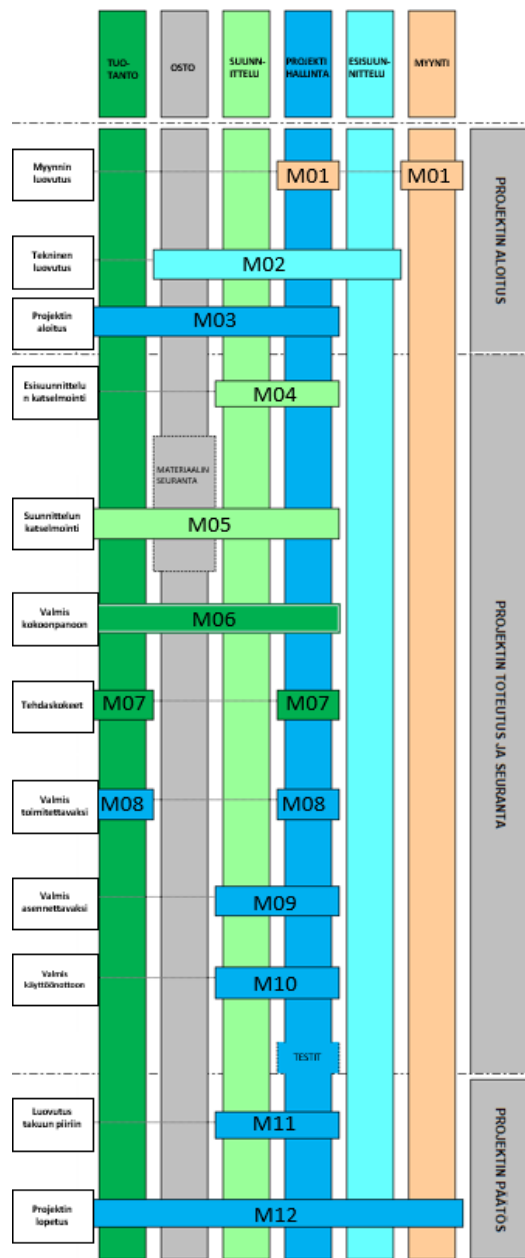 TUO-
TANTO
OSTO
SUUNN-
ITTELU
PROJEKTI
HALLINTA
ESISUUN-
NITTELU
MYYNTI
Myynnin
luovutus
M01
M01
PROJEKTIN ALOITUS
Tekninen
luovutus
M02
Projektin
aloitus
M03
Esisuunnittelu
n katselmointi
M04
MATERIAALIN
SEURANTA
Suunnittelun
katselmointi
M05
PROJEKTIN TOTEUTUS JA SEURANTA
Valmis
kokoonpanoon
M06
Tehdaskokeet
M07
M07
Valmis
toimitettavaksi
M08
M08
Valmis
asennettavaksi
M09
Valmis
käyttöönottoon
M10
TESTIT
Luovutus
takuun piiriin
M11
PROJEKTIN PÄÄTÖS
Projektin
lopetus
M12